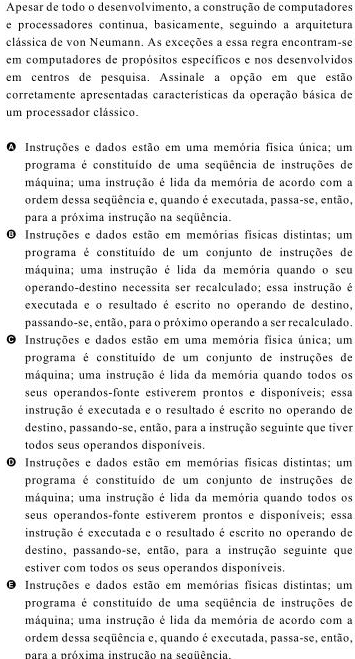 Apesar de todo o desenvolvimento, a construção de computadores
e processadores continua, basicamente, seguindo a arquitetura
clássica de von Neumann. As exceções a essa regra encontram-se
em computadores de propósitos específicos e nos desenvolvidos
em centros de pesquisa. Assinale a opção em que estão
corretamente apresentadas características da operação básica de
um processador clássico.
A Instruções e dados estão em uma memória física única; um
programa é constituído de uma seqüência de instruções de
máquina; uma instrução é lida da memória de acordo com a
ordem dessa seqüência e, quando é executada, passa-se, então,
para a próxima instrução na seqüência.
B Instruções e dados estão em memórias físicas distintas; um
programa é constituído de um conjunto de instruções de
máquina; uma instrução é lida da memória quando o seu
operando-destino necessita ser recalculado; essa instrução é
executada e o resultado é escrito no operando de destino,
passando-se, então, para o próximo operando a ser recalculado.
C Instruções e dados estão em uma memória física única; um
programa é constituído de um conjunto de instruções de
máquina; uma instrução é lida da memória quando todos os
seus operandos-fonte estiverem prontos e disponíveis; essa
instrução é executada e o resultado é escrito no operando de
destino, passando-se, então, para a instrução seguinte que tiver
todos seus operandos disponíveis.
D Instruções e dados estão em memórias físicas distintas; um
programa é constituído de um conjunto de instruções de
máquina; uma instrução é lida da memória quando todos os
seus operandos-fonte estiverem prontos e disponíveis; essa
instrução é executada e o resultado é escrito no operando de
destino, passando-se, então, para a instrução seguinte que
estiver com todos os seus operandos disponíveis.
E Instruções e dados estão em memórias físicas distintas; um
programa é constituído de uma seqüência de instruções de
máquina; uma instrução é lida da memória de acordo com a
ordem dessa seqüência e, quando é executada, passa-se, então,
para a próxima instrução na seqüência.